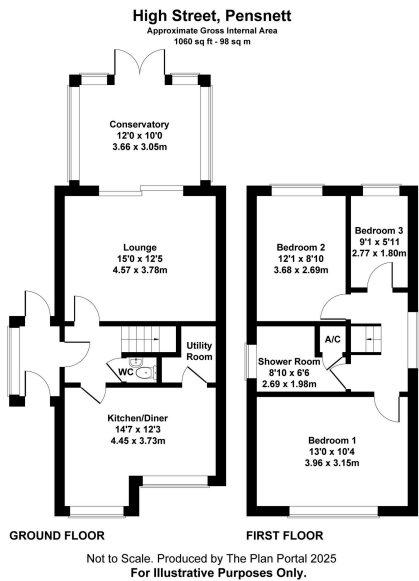 High Street, Pensnett
Approximate Gross Internal Area
1060 sq ft - 98 sq m
Conservatory
12'0 x 10'0
3.66 x 3.05m
Lounge
15'0 x 12'5
4.57 x 3.78m
Utility
Room
WC
Kitchen/Diner
14'7 x 12'3
4.45 x 3.73m
Bedroom 3
9'1 x 5'11
2.77 x 1.80m
Bedroom 2
12'1 x 8'10
3.68 x 2.69m
A/C
Shower Room
8'10 x 6'6
2.69 x 1.98m
Bedroom 1
13'0 x 10'4
3.96 x 3.15m
GROUND FLOOR
FIRST FLOOR
Not to Scale. Produced by The Plan Portal 2025
For Illustrative Purposes Only.